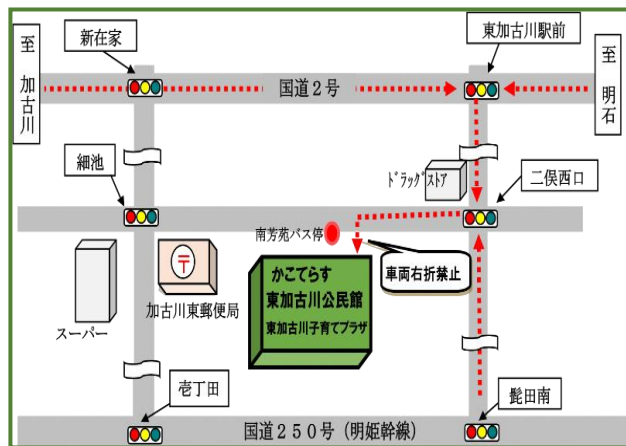 新在家
東加古川駅前
至 加古川
国道2号
至 明石
細池
ドラッグストア
二俣西口
南芳苑バス停
車両右折禁止
〒
かこてらす
東加古川公民館
東加古川子育てプラザ
スーパー
加古川東郵便局
壱丁田
髭田南
国道250号(明姫幹線)